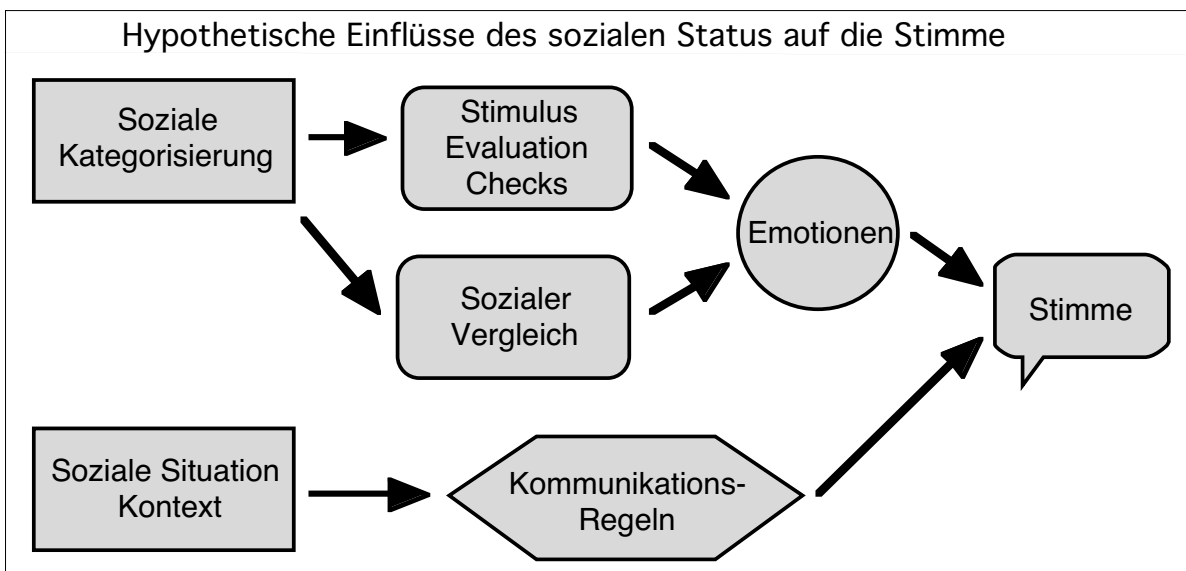 Hypothetische Einflüsse des sozialen Status auf die Stimme
Soziale
Kategorisierung
Stimulus
Evaluation
Checks
Emotionen
Sozialer
Vergleich
Stimme
Soziale Situation
Kontext
Kommunikations-
Regeln